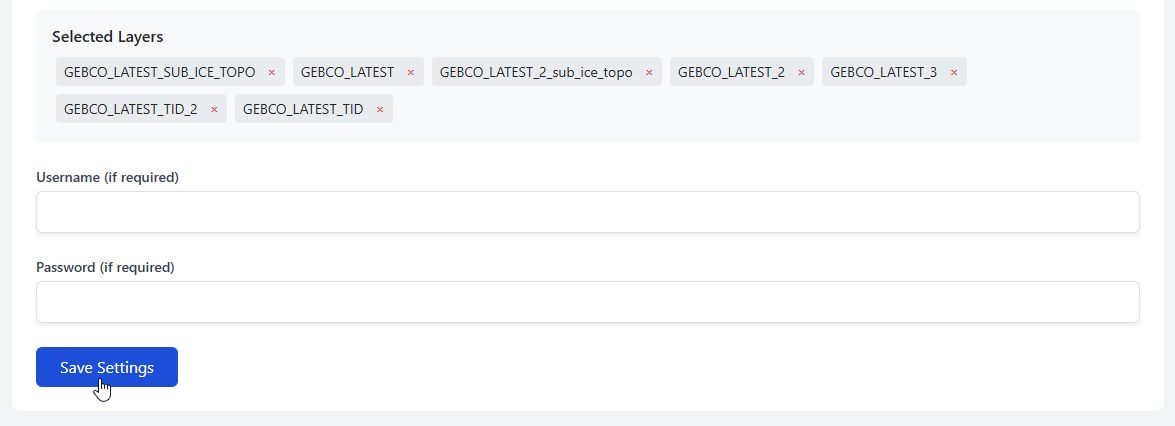 Selected Layers
GEBCO_LATEST_SUB_ICE_TOPO × GEBCO_LATEST × GEBCO_LATEST_2_sub_ice_topo × GEBCO_LATEST_2 × GEBCO_LATEST_3 ×
GEBCO_LATEST_TID_2 × GEBCO_LATEST_TID ×
Username (if required)
Password (if required)
Save Settings